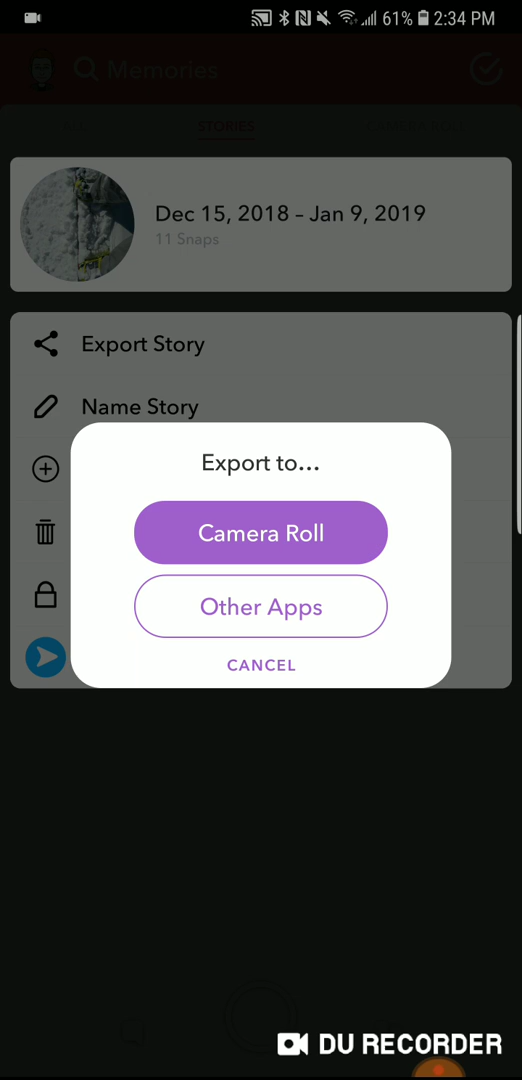 61% 2:34 PM
Memories
STORIES
Dec 15, 2018 – Jan 9, 2019
11 Snaps
Export Story
Name Story
Export to...
Camera Roll
Other Apps
CANCEL
DU RECORDER